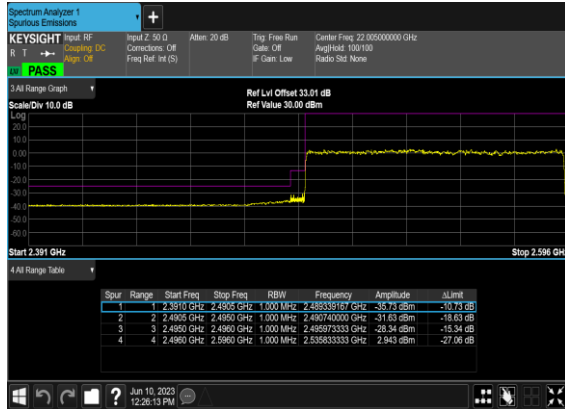 Spectrum Analyzer 1
Spurious Emissions
KEYSIGHT Input: RF Input Z: 50 Ω Atten: 20 dB Trig: Free Run Center Freq: 22.005000000 GHz
R T Coupling: DC Corrections: Off Gate: Off Avg|Hold: 100/100
Align: Off Freq Ref: Int (S) IF Gain: Low Radio Std: None
PASS
3 All Range Graph
Ref Lvl Offset 33.01 dB
Scale/Div 10.0 dB Ref Value 30.00 dBm
Log
20.0
10.0
0.00
-10.0
-20.0
-30.0
-40.0
-50.0
-60.0
Start 2.391 GHz Stop 2.596 GHz
4 All Range Table
Spur Range Start Freq Stop Freq RBW Frequency Amplitude ΔLimit
1 1 2.3910 GHz 2.4905 GHz 1.000 MHz 2.489339167 GHz -35.73 dBm -10.73 dB
2 2 2.4905 GHz 2.4950 GHz 1.000 MHz 2.490740000 GHz -31.63 dBm -18.63 dB
3 3 2.4950 GHz 2.4960 GHz 1.000 MHz 2.495973333 GHz -28.34 dBm -15.34 dB
4 4 2.4960 GHz 2.5960 GHz 1.000 MHz 2.535833333 GHz 2.943 dBm -27.06 dB
?
Jun 10, 2023
12:26:13 PM